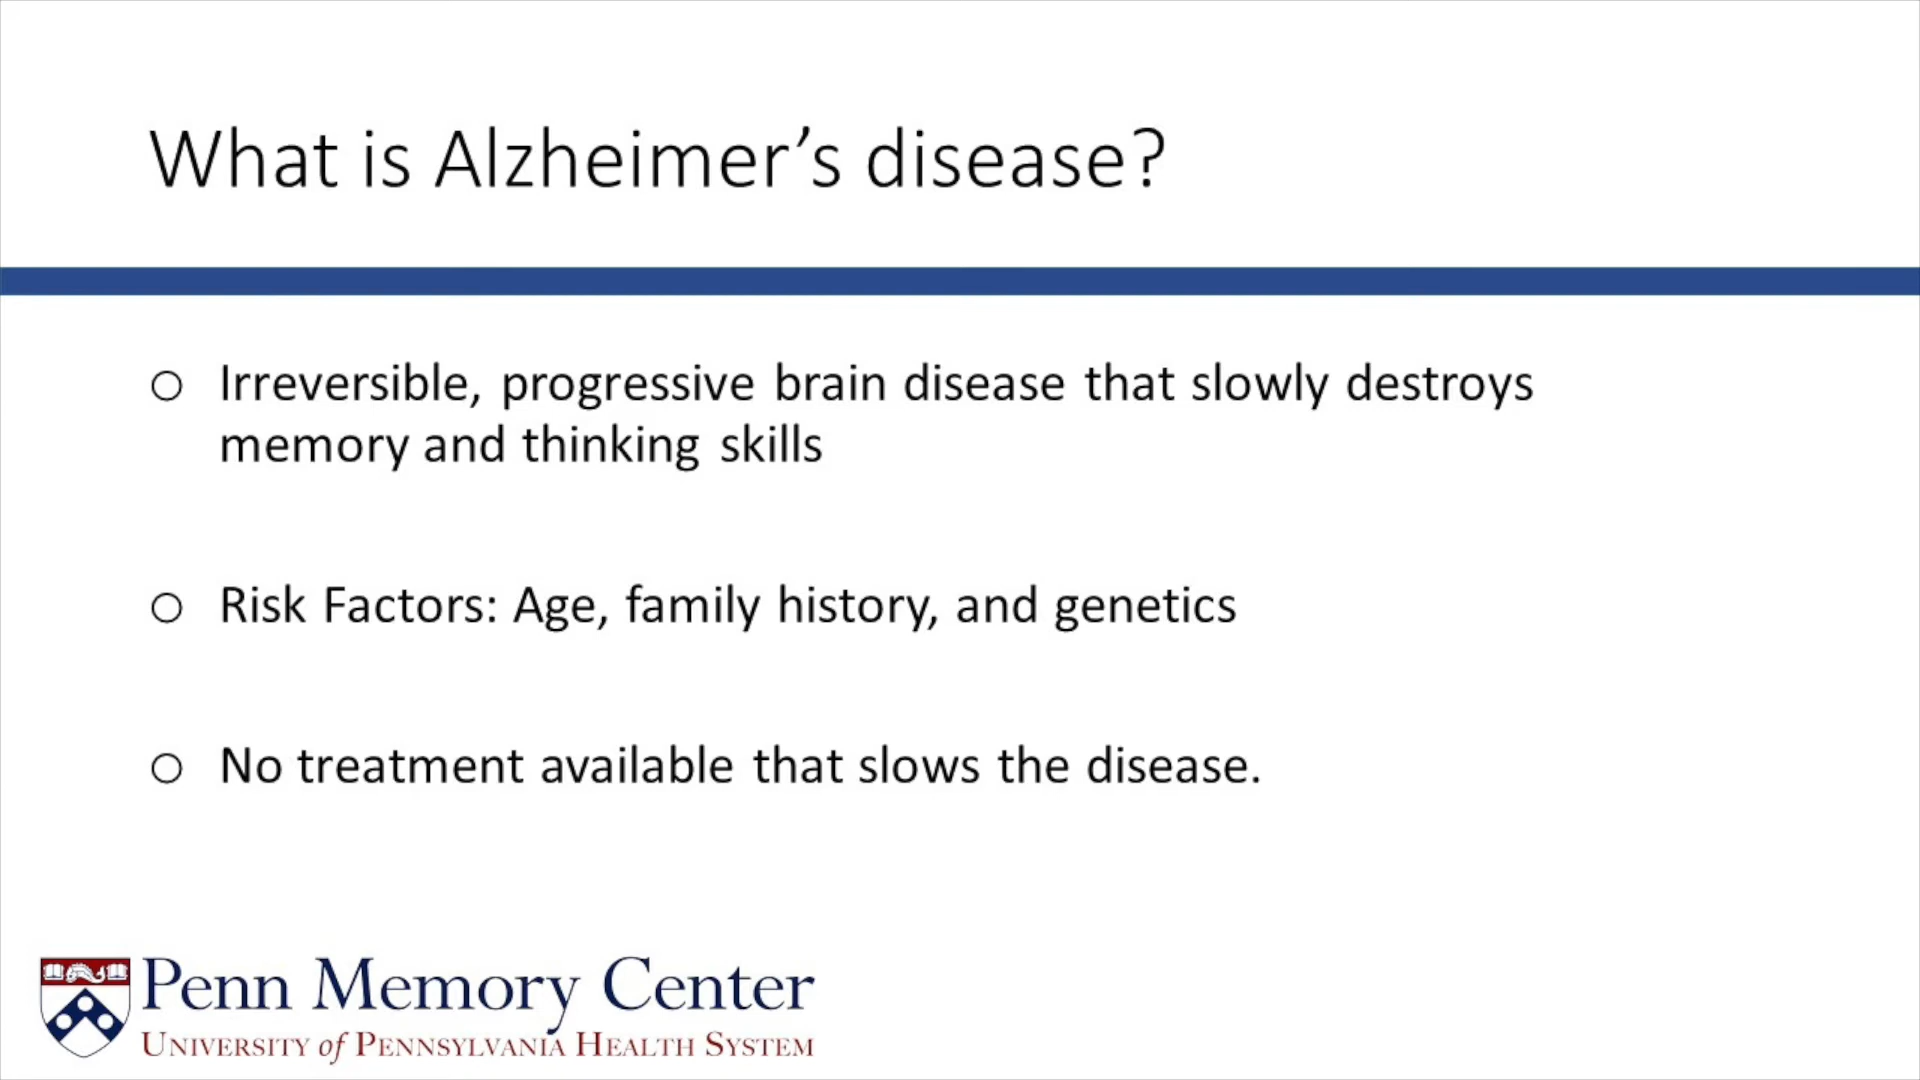 What is Alzheimer’s disease?
○ Irreversible, progressive brain disease that slowly destroys
memory and thinking skills
○ Risk Factors: Age, family history, and genetics
○ No treatment available that slows the disease.
Penn Memory Center
University of Pennsylvania Health System